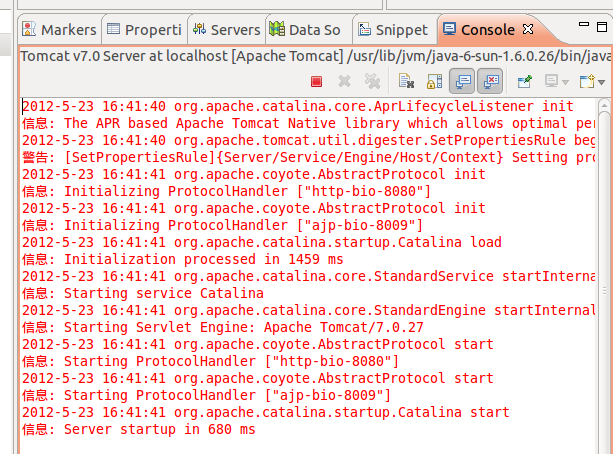 Markers Properti Servers Data So Snippet Console
Tomcat v7.0 Server at localhost [Apache Tomcat] /usr/lib/jvm/java-6-sun-1.6.0.26/bin/java
2012-5-23 16:41:40 org.apache.catalina.core.AprLifecycleListener init
信息: The APR based Apache Tomcat Native library which allows optimal per
2012-5-23 16:41:40 org.apache.tomcat.util.digester.SetPropertiesRule beg
警告: [SetPropertiesRule]{Server/Service/Engine/Host/Context} Setting pro
2012-5-23 16:41:41 org.apache.coyote.AbstractProtocol init
信息: Initializing ProtocolHandler ["http-bio-8080"]
2012-5-23 16:41:41 org.apache.coyote.AbstractProtocol init
信息: Initializing ProtocolHandler ["ajp-bio-8009"]
2012-5-23 16:41:41 org.apache.catalina.startup.Catalina load
信息: Initialization processed in 1459 ms
2012-5-23 16:41:41 org.apache.catalina.core.StandardService startInterna
信息: Starting service Catalina
2012-5-23 16:41:41 org.apache.catalina.core.StandardEngine startInternal
信息: Starting Servlet Engine: Apache Tomcat/7.0.27
2012-5-23 16:41:41 org.apache.coyote.AbstractProtocol start
信息: Starting ProtocolHandler ["http-bio-8080"]
2012-5-23 16:41:41 org.apache.coyote.AbstractProtocol start
信息: Starting ProtocolHandler ["ajp-bio-8009"]
2012-5-23 16:41:41 org.apache.catalina.startup.Catalina start
信息: Server startup in 680 ms